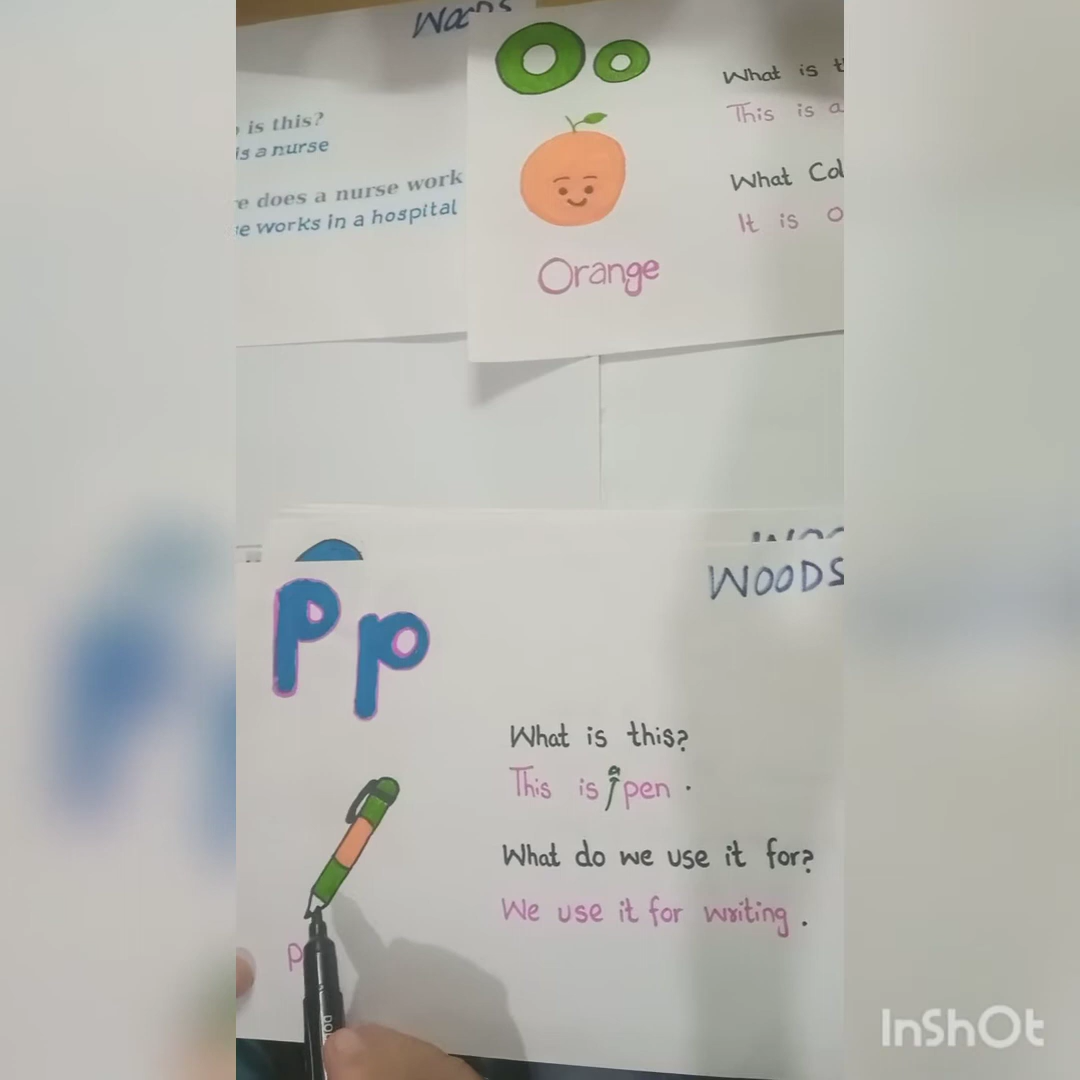 WOODS
is this?
is a nurse
does a nurse work
works in a hospital
Oo
What is
This is a
What
It is
Orange
WOODS
Pp
What is this?
This is a pen.
What do we use it for?
We use it for writing.
InShOt